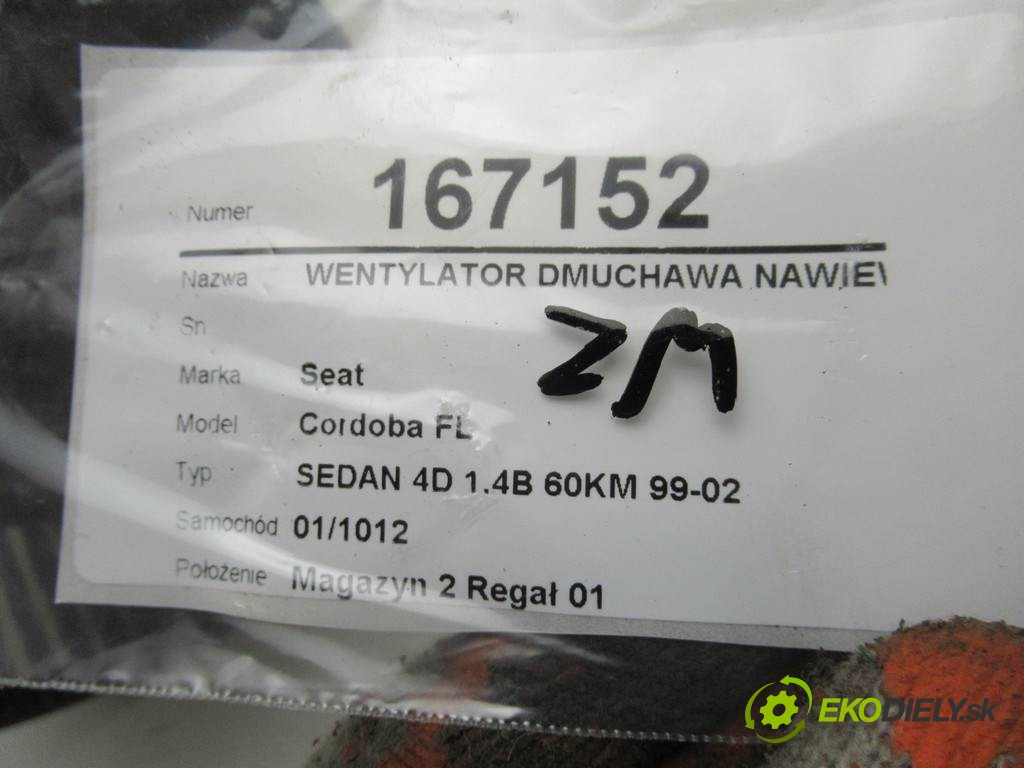 Numer 167152
Nazwa WENTYLATOR DMUCHAWA NAWIEW
Sn
ZM
Marka Seat
Model Cordoba FL
Typ SEDAN 4D 1.4B 60KM 99-02
Samochód 01/1012
Położenie Magazyn 2 Regał 01
EKODIELY.sk